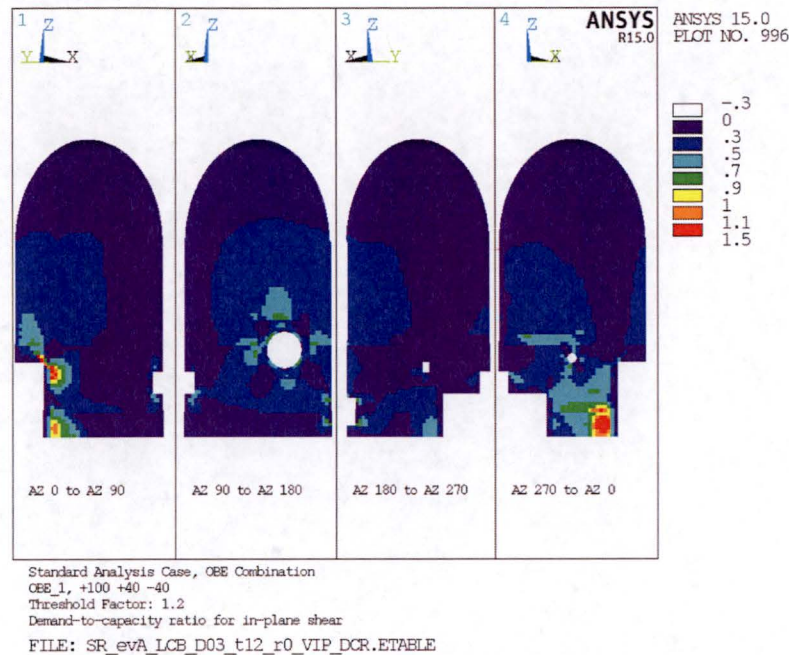 1
Z
Y
X
2
Z
X
3
Z
X
Y
4
Z
X
ANSYS
R15.0
ANSYS 15.0
PLOT NO. 996
-.3
0
.3
.5
.7
.9
1
1.1
1.5
AZ 0 to AZ 90
AZ 90 to AZ 180
AZ 180 to AZ 270
AZ 270 to AZ 0
Standard Analysis Case, OBE Combination
OBE_1, +100 +40 -40
Threshold Factor: 1.2
Demand-to-capacity ratio for in-plane shear
FILE: SR_evA_LCB_D03_t12_r0_VIP_DCR.ETABLE